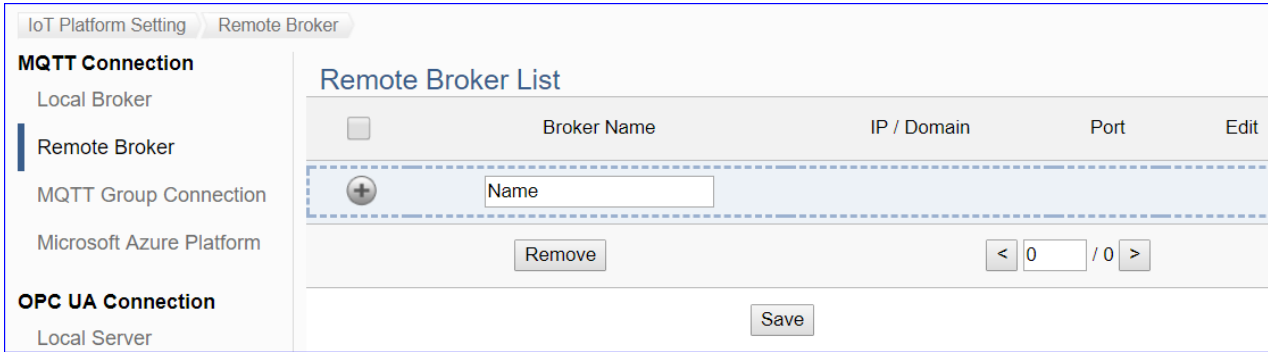 IoT Platform Setting Remote Broker
MQTT Connection
Local Broker
Remote Broker
MQTT Group Connection
Microsoft Azure Platform
OPC UA Connection
Local Server
Remote Broker List
Broker Name IP / Domain Port Edit
Name
Remove < 0 / 0 >
Save